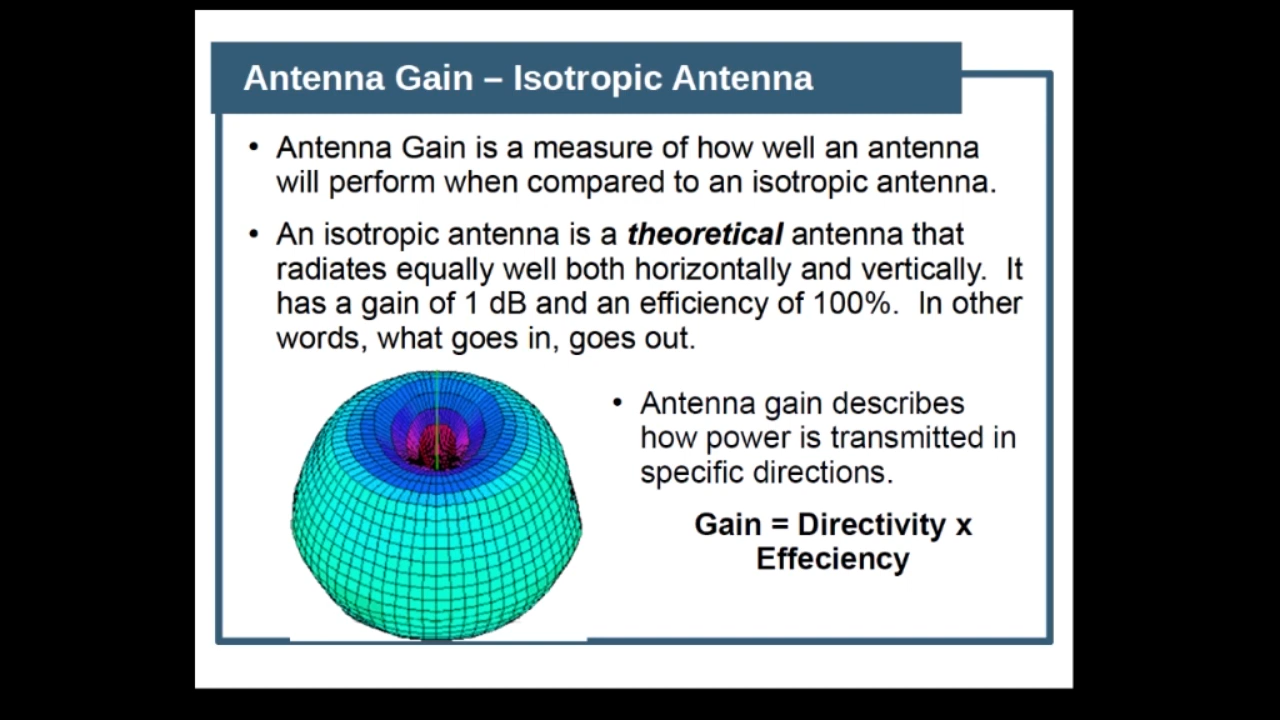 Antenna Gain – Isotropic Antenna
• Antenna Gain is a measure of how well an antenna
will perform when compared to an isotropic antenna.
• An isotropic antenna is a theoretical antenna that
radiates equally well both horizontally and vertically.  It
has a gain of 1 dB and an efficiency of 100%.  In other
words, what goes in, goes out.
• Antenna gain describes
how power is transmitted in
specific directions.
Gain = Directivity x
Effeciency